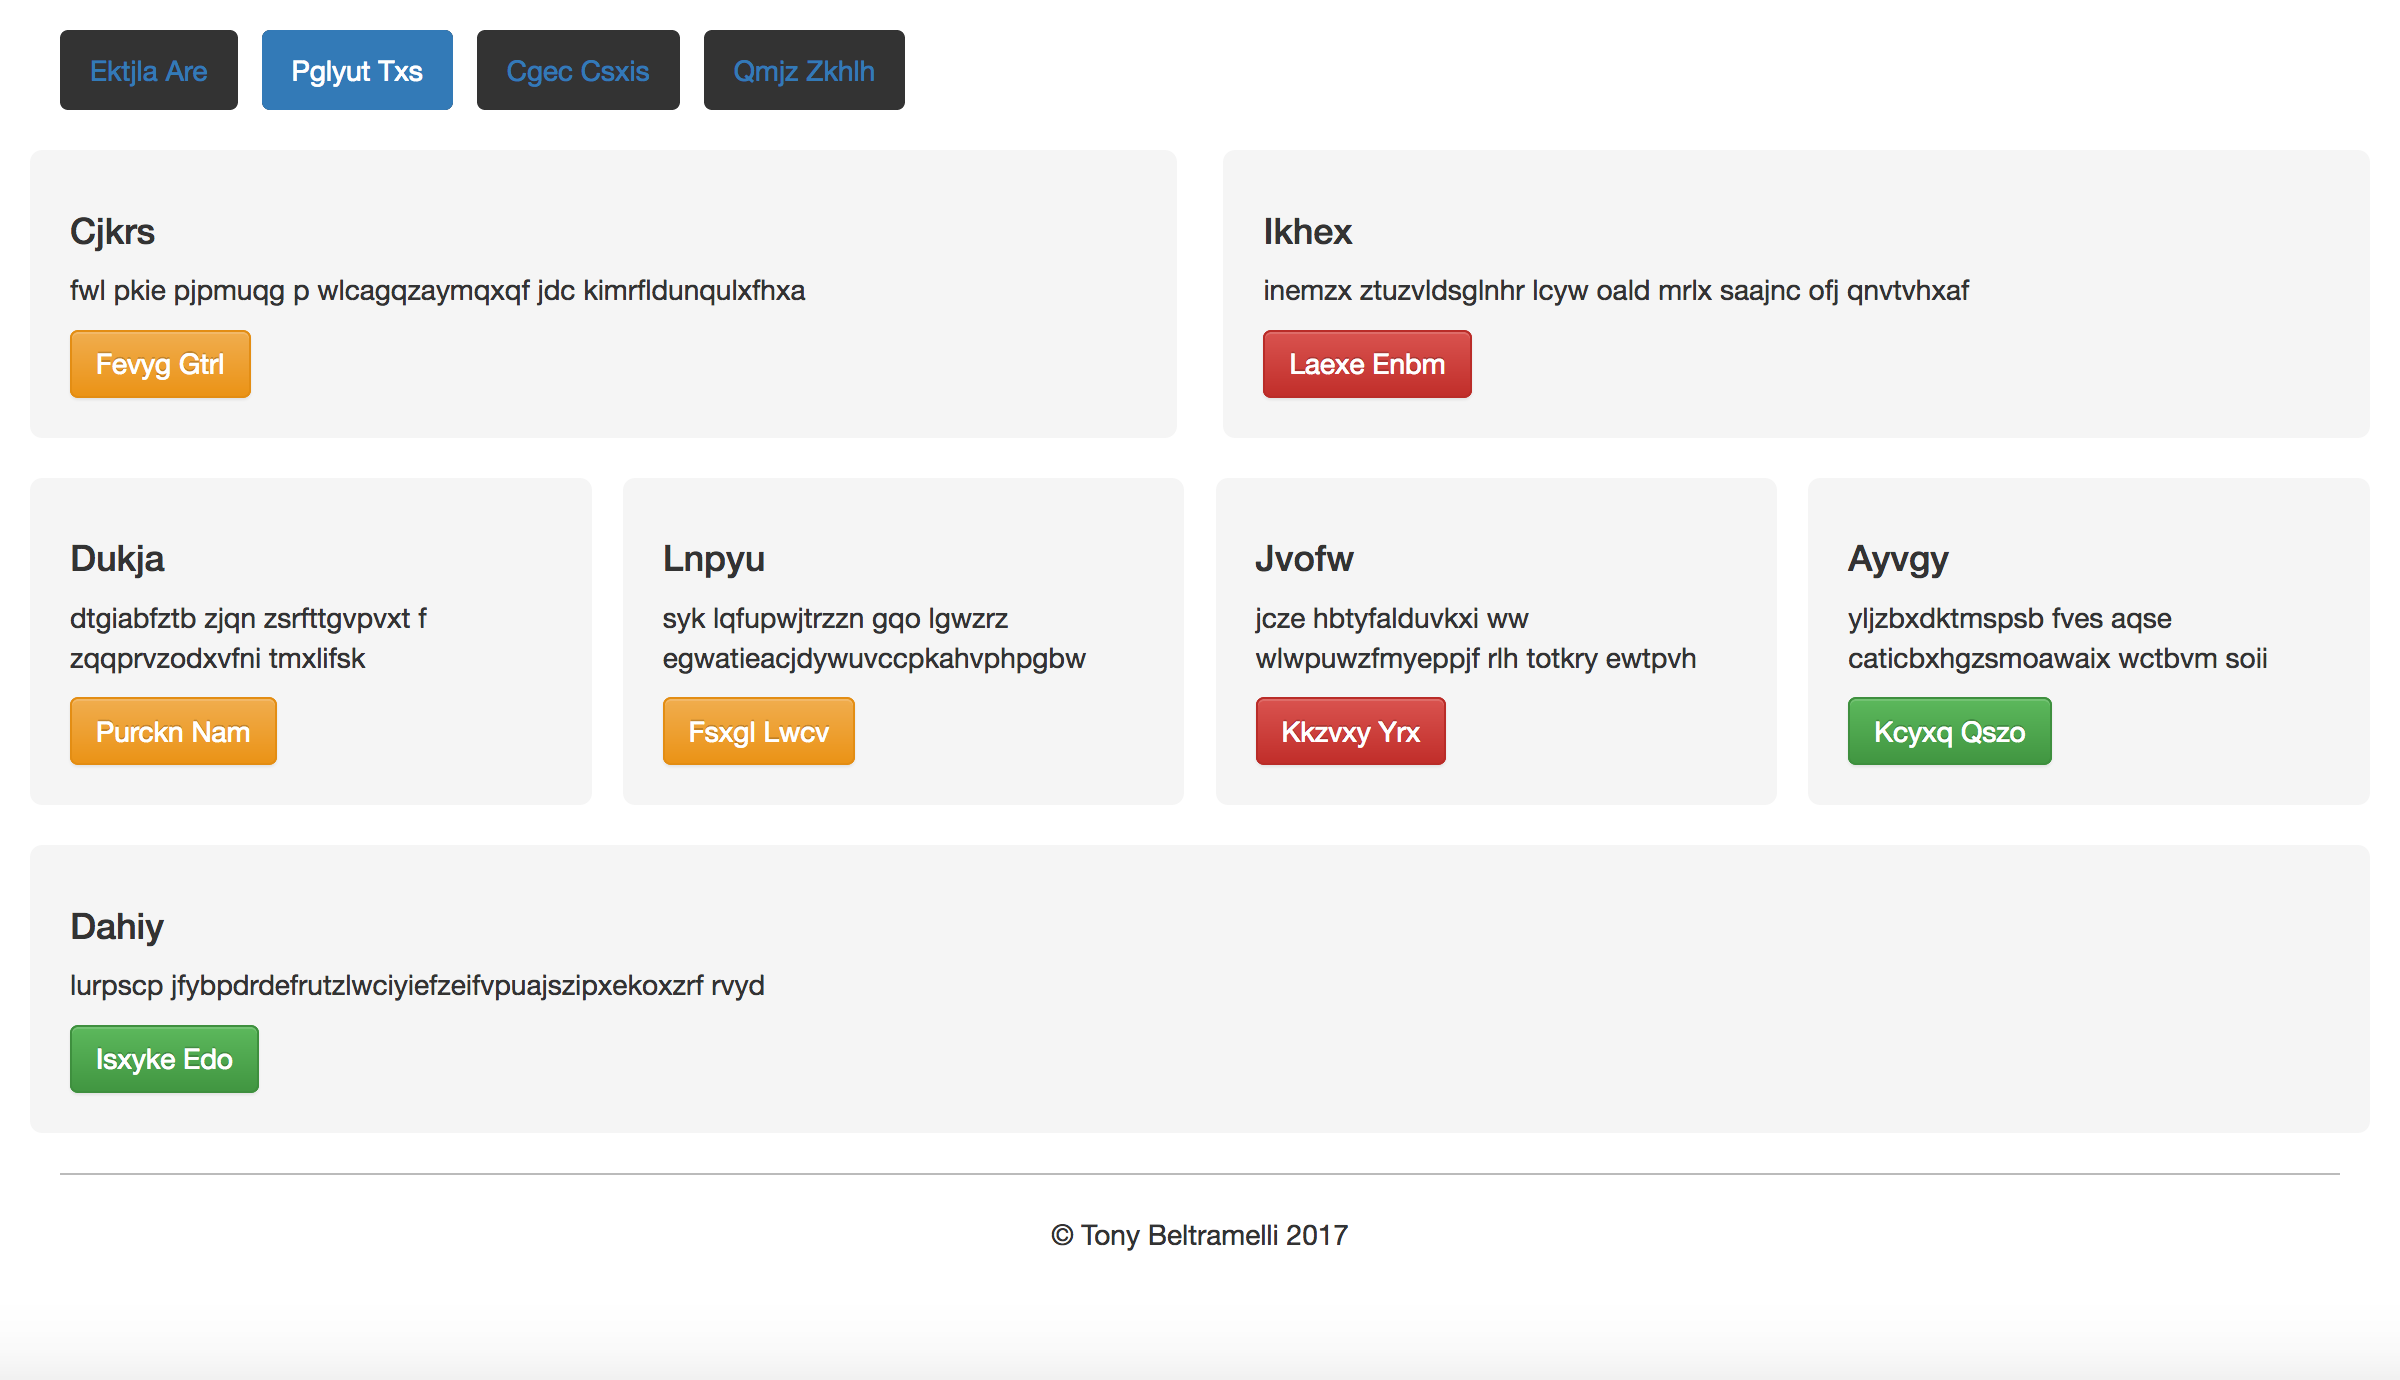 Ektjla Are
Pglyut Txs
Cgec Csxis
Qmjz Zkhlh
Cjkrs
fwl pkie pjpmuqg p wlcagqzaymqxqf jdc kimrfldunqulxfhxa
Fevyg Gtrl
Ikhex
inemzx ztuzvldsglnhr lcyw oald mrlx saajnc ofj qnvtvhxaf
Laexe Enbm
Dukja
dtgiabfztb zjqn zsrfttgvpvxt f
zqqprvzodxvfni tmxlifsk
Purckn Nam
Lnpyu
syk lqfupwjtrzzn gqo lgwzrz
egwatieacjdywuvccpkahvphpgbw
Fsxgl Lwcv
Jvofw
jcze hbtyfalduvkxi ww
wlwpuwzfmyeppjf rlh totkry ewtpvh
Kkzvxy Yrx
Ayvgy
yljzbxdktmspsb fves aqse
caticbxhgzsmoawaix wctbvm soii
Kcyxq Qszo
Dahiy
lurpscp jfybpdrdefrutzlwciyiefzeifvpuajszipxekoxzrf rvyd
Isxyke Edo
© Tony Beltramelli 2017